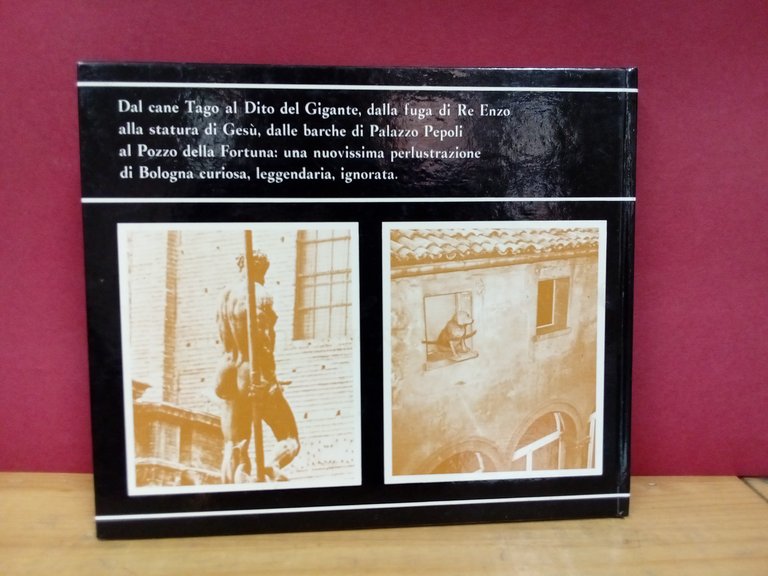 Dal cane Tago al Dito del Gigante, dalla fuga di Re Enzo
alla statura di Gesù, dalle barche di Palazzo Pepoli
al Pozzo della Fortuna: una nuovissima perlustrazione
di Bologna curiosa, leggendaria, ignorata.